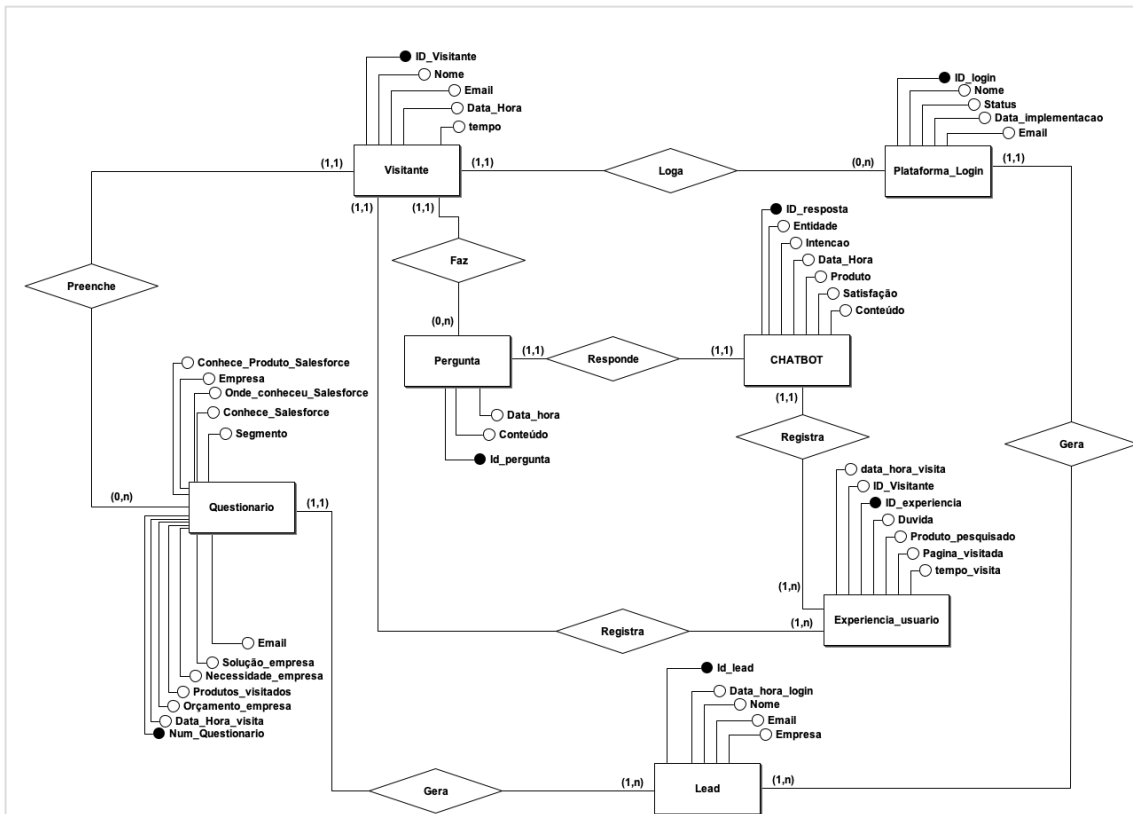 ID_Visitante
Nome
Email
Data_Hora
tempo
(1,1)
Visitante
(1,1)
(1,1)
(1,1)
Loga
ID_login
Nome
Status
Data_implementacao
Email
(0,n)
Plataforma_Login
(1,1)
Preenche
Faz
(0,n)
ID_resposta
Entidade
Intencao
Data_Hora
Produto
Satisfação
Conteúdo
Pergunta
(1,1)
Responde
(1,1)
CHATBOT
(1,1)
Data_hora
Conteúdo
Id_pergunta
Registra
Gera
Conhece_Produto_Salesforce
Empresa
Onde_conheceu_Salesforce
Conhece_Salesforce
Segmento
(0,n)
Questionario
(1,1)
Email
Solução_empresa
Necessidade_empresa
Produtos_visitados
Orçamento_empresa
Data_Hora_visita
Num_Questionario
data_hora_visita
ID_Visitante
ID_experiencia
Duvida
Produto_pesquisado
Pagina_visitada
tempo_visita
(1,n)
Experiencia_usuario
Registra
(1,n)
Id_lead
Data_hora_login
Nome
Email
Empresa
Gera
(1,n)
Lead
(1,n)